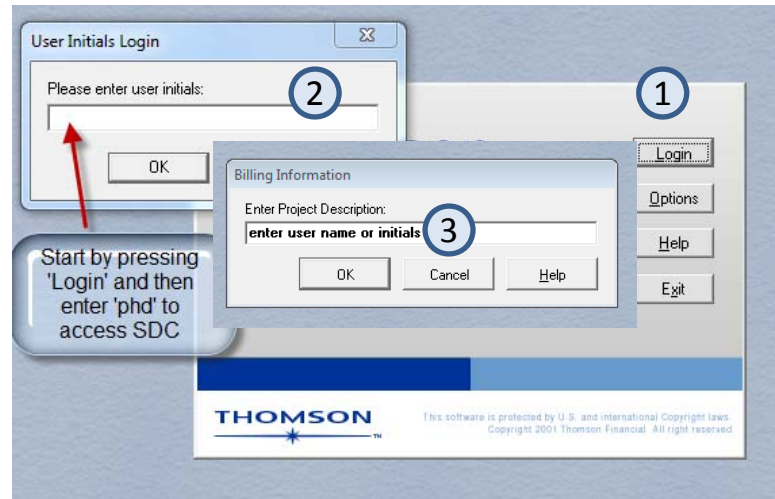 User Initials Login
Please enter user initials:
2
OK
1
Login
Options
Help
Exit
Billing Information
Enter Project Description:
enter user name or initials
3
OK Cancel Help
Start by pressing
'Login' and then
enter 'phd' to
access SDC
THOMSON
TM
This software is protected by U.S. and international Copyright laws.
Copyright 2001 Thomson Financial. All right reserved